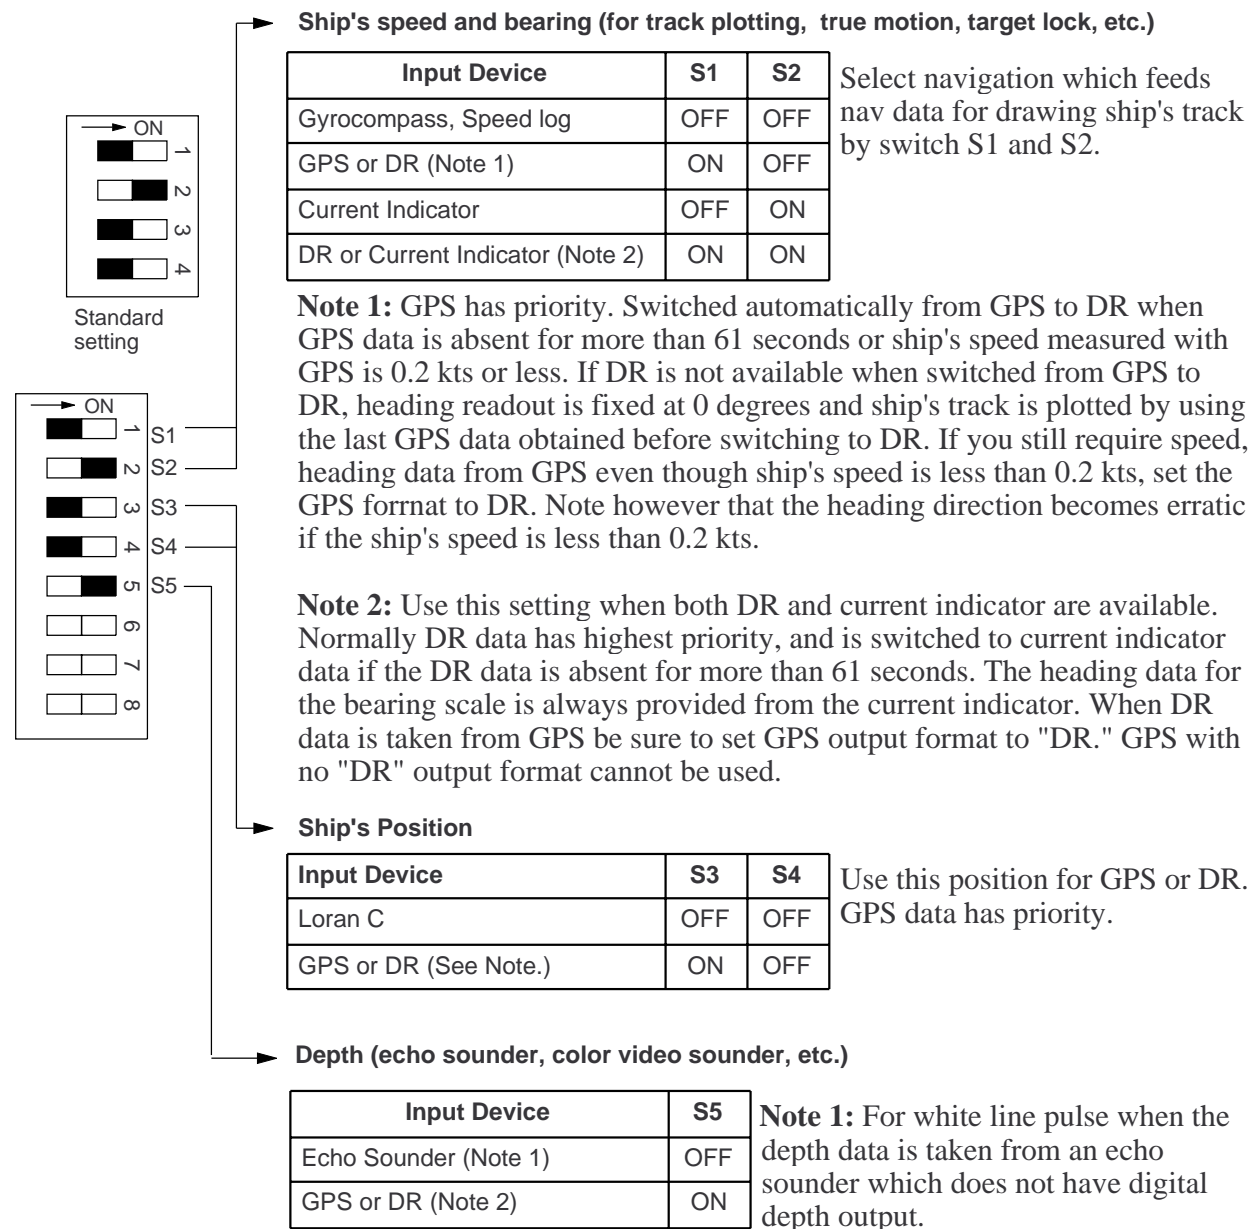 Ship's speed and bearing (for track plotting, true motion, target lock, etc.)
Input Device S1 S2
Gyrocompass, Speed log OFF OFF
GPS or DR (Note 1) ON OFF
Current Indicator OFF ON
DR or Current Indicator (Note 2) ON ON
Select navigation which feeds
nav data for drawing ship's track
by switch S1 and S2.
ON
1
2
3
4
Standard
setting
Note 1: GPS has priority. Switched automatically from GPS to DR when
GPS data is absent for more than 61 seconds or ship's speed measured with
GPS is 0.2 kts or less. If DR is not available when switched from GPS to
DR, heading readout is fixed at 0 degrees and ship's track is plotted by using
the last GPS data obtained before switching to DR. If you still require speed,
heading data from GPS even though ship's speed is less than 0.2 kts, set the
GPS forrnat to DR. Note however that the heading direction becomes erratic
if the ship's speed is less than 0.2 kts.
ON
1 S1
2 S2
3 S3
4 S4
5 S5
6
7
8
Note 2: Use this setting when both DR and current indicator are available.
Normally DR data has highest priority, and is switched to current indicator
data if the DR data is absent for more than 61 seconds. The heading data for
the bearing scale is always provided from the current indicator. When DR
data is taken from GPS be sure to set GPS output format to "DR." GPS with
no "DR" output format cannot be used.
Ship's Position
Input Device S3 S4
Loran C OFF OFF
GPS or DR (See Note.) ON OFF
Use this position for GPS or DR.
GPS data has priority.
Depth (echo sounder, color video sounder, etc.)
Input Device S5
Echo Sounder (Note 1) OFF
GPS or DR (Note 2) ON
Note 1: For white line pulse when the
depth data is taken from an echo
sounder which does not have digital
depth output.